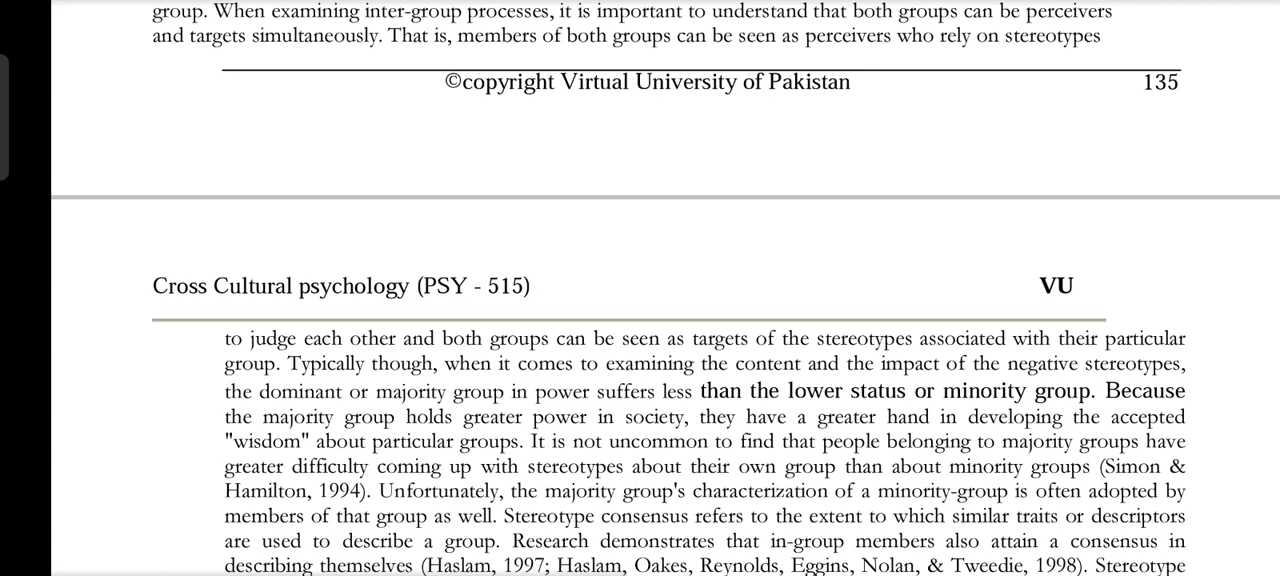 group. When examining inter-group processes, it is important to understand that both groups can be perceivers
and targets simultaneously. That is, members of both groups can be seen as perceivers who rely on stereotypes
©copyright Virtual University of Pakistan 135
Cross Cultural psychology (PSY - 515) VU
to judge each other and both groups can be seen as targets of the stereotypes associated with their particular
group. Typically though, when it comes to examining the content and the impact of the negative stereotypes,
the dominant or majority group in power suffers less than the lower status or minority group. Because
the majority group holds greater power in society, they have a greater hand in developing the accepted
"wisdom" about particular groups. It is not uncommon to find that people belonging to majority groups have
greater difficulty coming up with stereotypes about their own group than about minority groups (Simon &
Hamilton, 1994). Unfortunately, the majority group's characterization of a minority-group is often adopted by
members of that group as well. Stereotype consensus refers to the extent to which similar traits or descriptors
are used to describe a group. Research demonstrates that in-group members also attain a consensus in
describing themselves (Haslam, 1997; Haslam, Oakes, Reynolds, Eggins, Nolan, & Tweedie, 1998). Stereotype